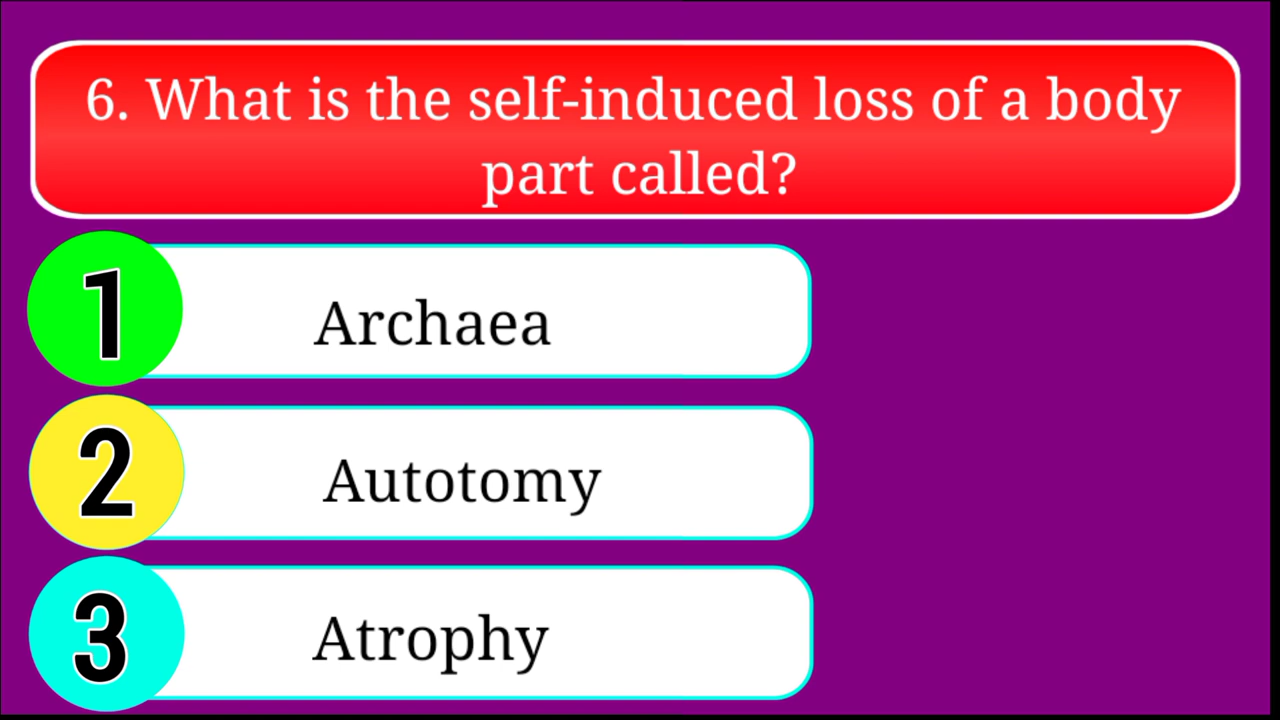 6. What is the self-induced loss of a body
part called?
1
Archaea
2
Autotomy
3
Atrophy